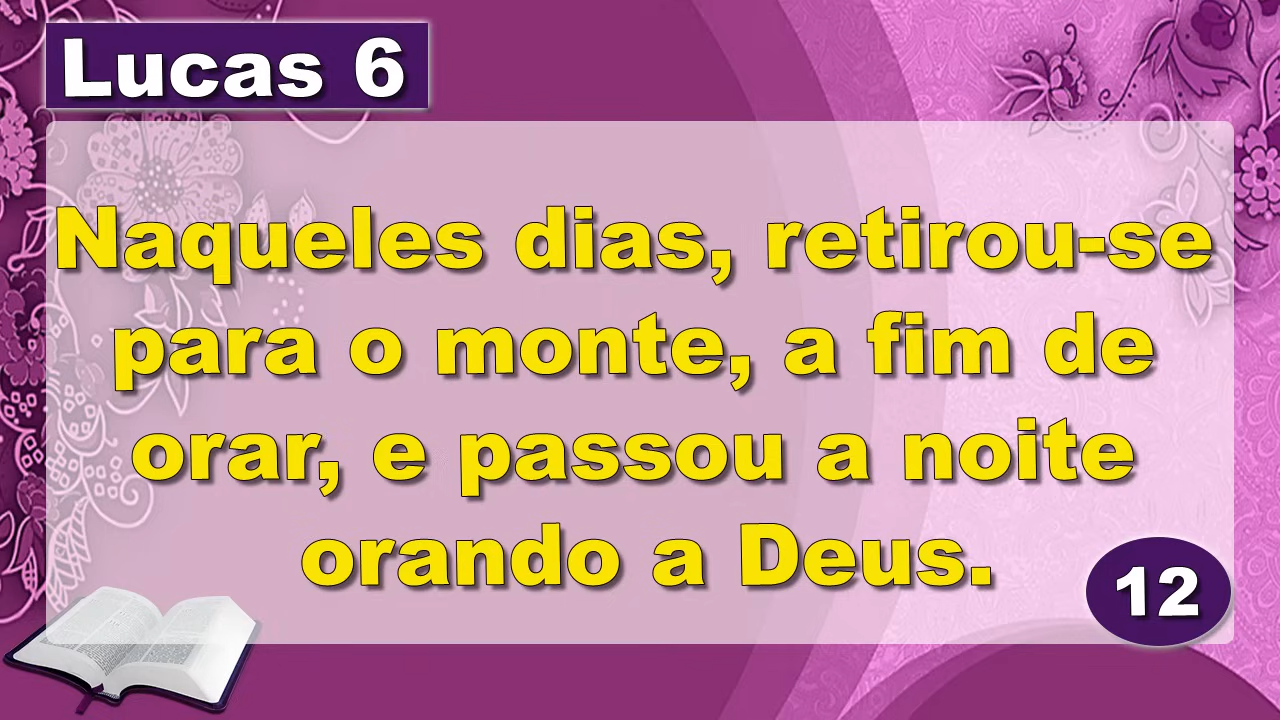 Lucas 6
Naqueles dias, retirou-se
para o monte, a fim de
orar, e passou a noite
orando a Deus.
12